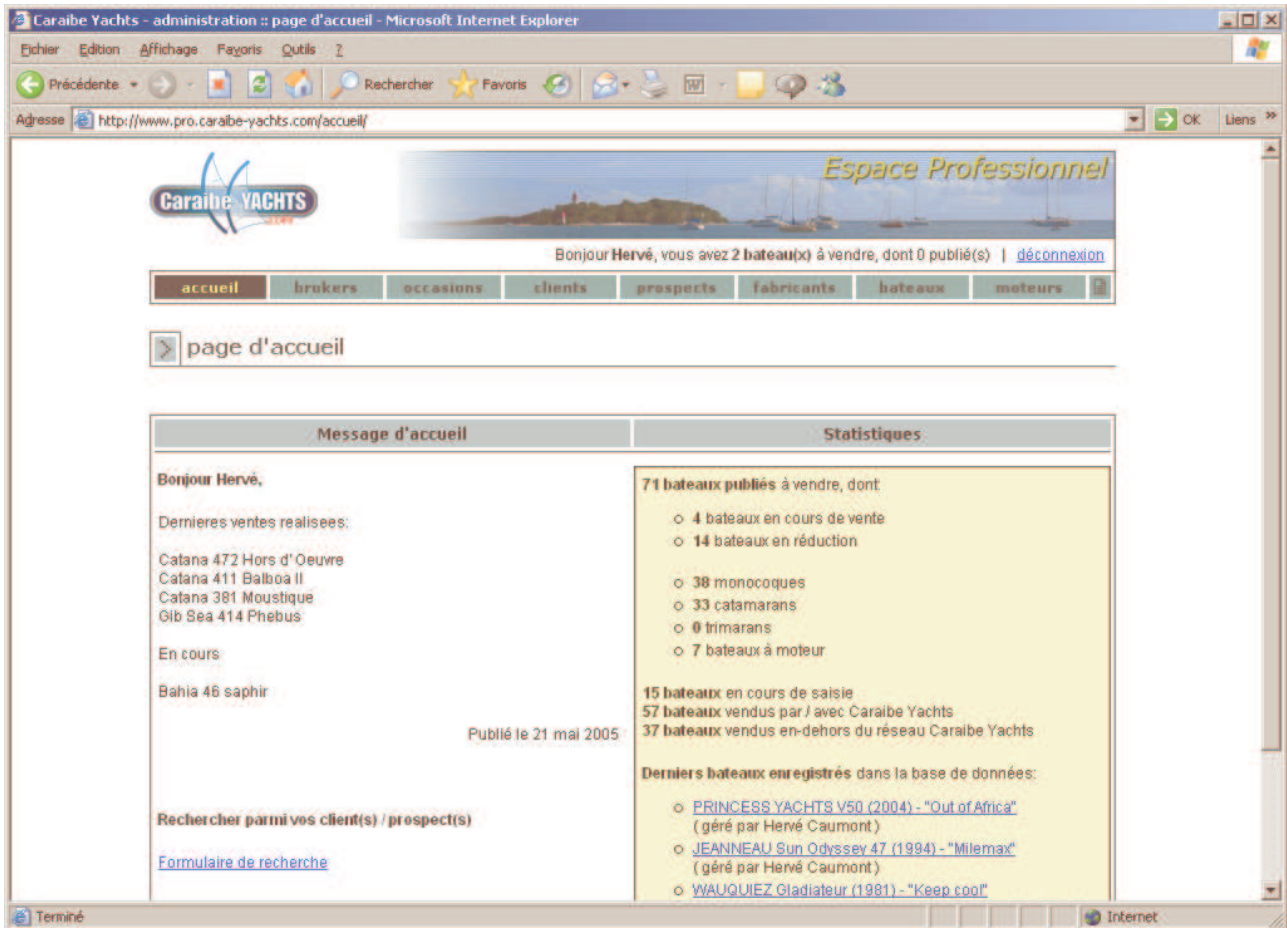 Caraibe Yachts - administration :: page d'accueil - Microsoft Internet Explorer
Fichier Edition Affichage Favoris Outils ?
Précédente Rechercher Favoris
Adresse http://www.pro.caraibe-yachts.com/accueil/ OK Liens »
Caraibe YACHTS
.com
Espace Professionnel
Bonjour Hervé, vous avez 2 bateau(x) à vendre, dont 0 publié(s) | déconnexion
accueil brokers occasions clients prospects fabricants bateaux moteurs
page d'accueil
Message d'accueil
Bonjour Hervé,
Dernieres ventes realisees:
Catana 472 Hors d' Oeuvre
Catana 411 Balboa II
Catana 381 Moustique
Gib Sea 414 Phebus
En cours
Bahia 46 saphir
Publié le 21 mai 2005
Rechercher parmi vos client(s) / prospect(s)
Formulaire de recherche
Statistiques
71 bateaux publiés à vendre, dont
4 bateaux en cours de vente
14 bateaux en réduction
38 monocoques
33 catamarans
0 trimarans
7 bateaux à moteur
15 bateaux en cours de saisie
57 bateaux vendus par / avec Caraibe Yachts
37 bateaux vendus en-dehors du réseau Caraibe Yachts
Derniers bateaux enregistrés dans la base de données:
PRINCESS YACHTS V50 (2004) - "Out of Africa"
( géré par Hervé Caumont )
JEANNEAU Sun Odyssey 47 (1994) - "Milemax"
( géré par Hervé Caumont )
WAUQUIEZ Gladiateur (1981) - "Keep cool"
Terminé Internet